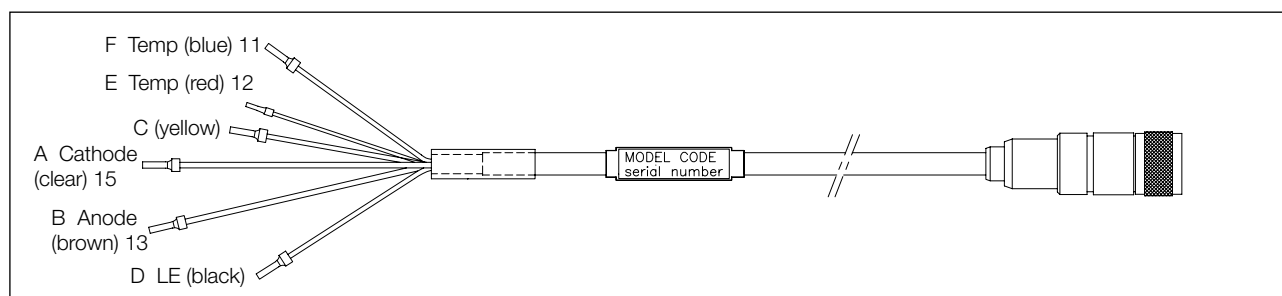 F Temp (blue) 11
E Temp (red) 12
C (yellow)
A Cathode
(clear) 15
B Anode
(brown) 13
D LE (black)
MODEL CODE
serial number